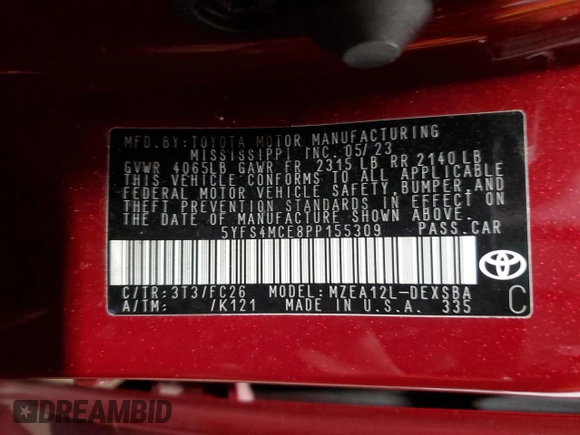 MFD. BY: TOYOTA MOTOR MANUFACTURING
MISSISSIPPI INC. 05/23
GVWR 4065LB GAWR FR 2315 LB RR 2140 LB
THIS VEHICLE CONFORMS TO ALL APPLICABLE
FEDERAL MOTOR VEHICLE SAFETY, BUMPER, AND
THEFT PREVENTION STANDARDS IN EFFECT ON
THE DATE OF MANUFACTURE SHOWN ABOVE.
5YFS4MCE8PP155309 PASS. CAR
C/TR: 3T3/FC26 MODEL: MZEA12L-DEXSBA
A/TM: /K121 MADE IN U.S.A. 335
C
DREAMBID